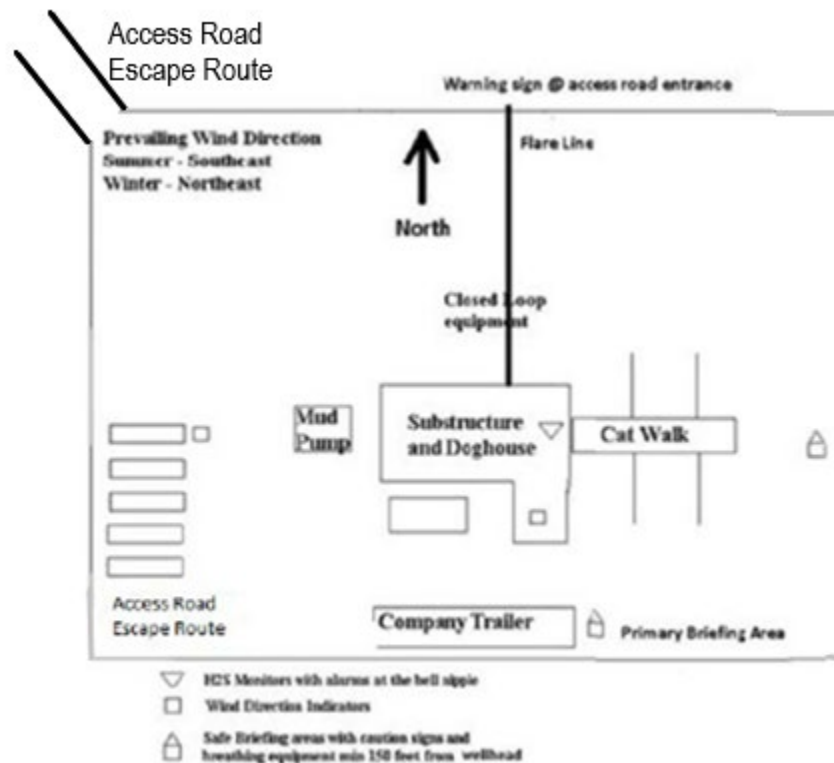 Access Road
Escape Route
Warning sign @ access road entrance
Prevailing Wind Direction
Summer - Southeast
Winter - Northeast
Flare Line
North
Closed Loop
equipment
Mud
Pump
Substructure
and Doghouse
Cat Walk
Access Road
Escape Route
Company Trailer
Primary Briefing Area
H2S Monitors with alarms at the bell nipple
Wind Direction Indicators
Safe Briefing areas with caution signs and
breathing equipment min 150 feet from wellhead